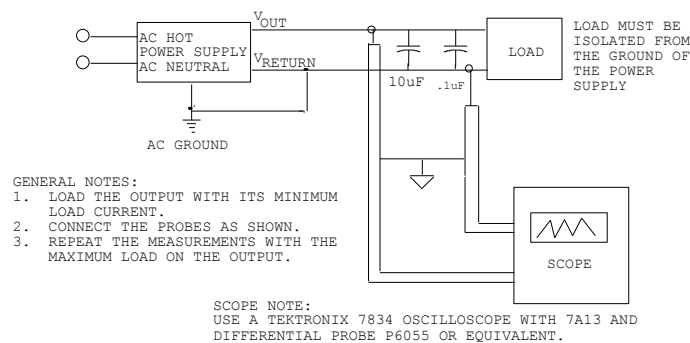 V OUT
AC HOT
POWER SUPPLY
AC NEUTRAL
V RETURN
10uF
.1uF
LOAD
LOAD MUST BE
ISOLATED FROM
THE GROUND OF
THE POWER
SUPPLY
AC GROUND
GENERAL NOTES:
1. LOAD THE OUTPUT WITH ITS MINIMUM
LOAD CURRENT.
2. CONNECT THE PROBES AS SHOWN.
3. REPEAT THE MEASUREMENTS WITH THE
MAXIMUM LOAD ON THE OUTPUT.
SCOPE
SCOPE NOTE:
USE A TEKTRONIX 7834 OSCILLOSCOPE WITH 7A13 AND
DIFFERENTIAL PROBE P6055 OR EQUIVALENT.